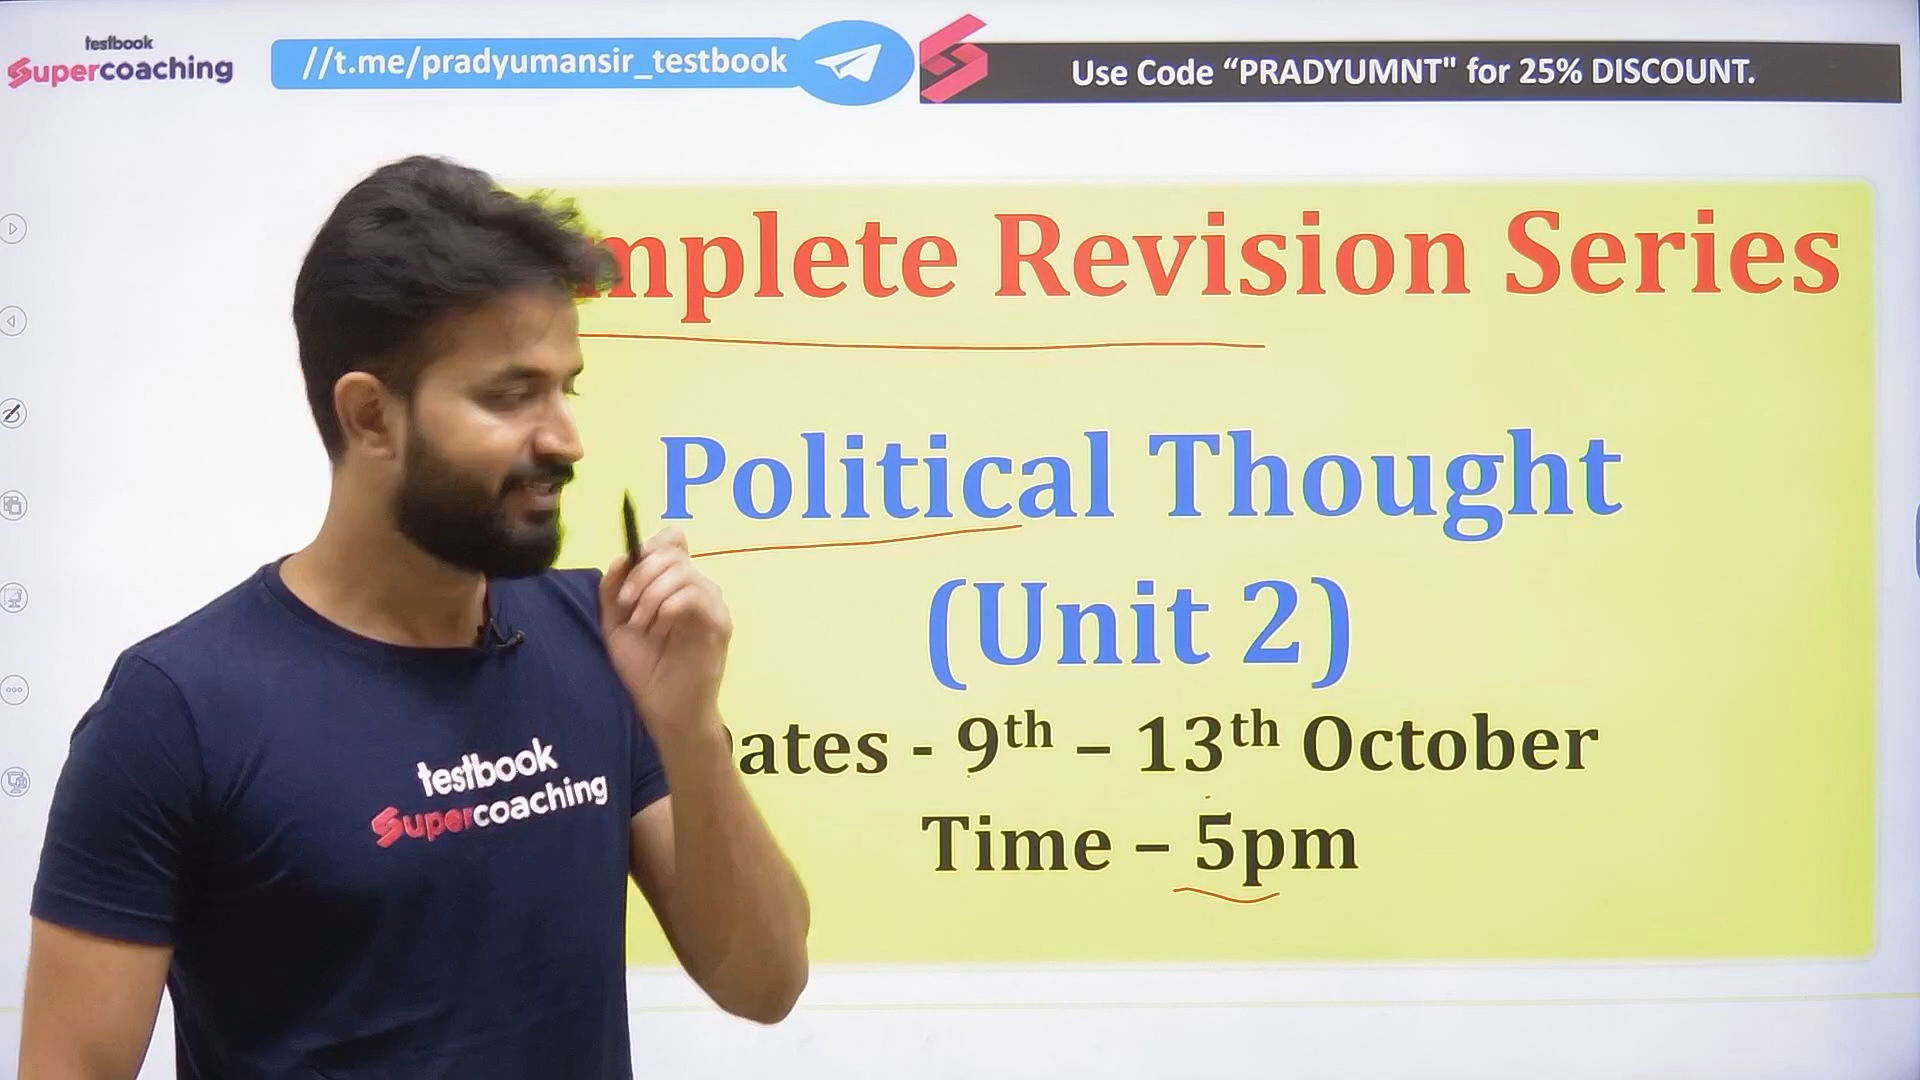 testbook
Supercoaching
//t.me/pradyumansir_testbook
Use Code “PRADYUMNT" for 25% DISCOUNT.
mplete Revision Series
Political Thought
(Unit 2)
ates - 9th – 13th October
Time – 5pm
testbook
Supercoaching